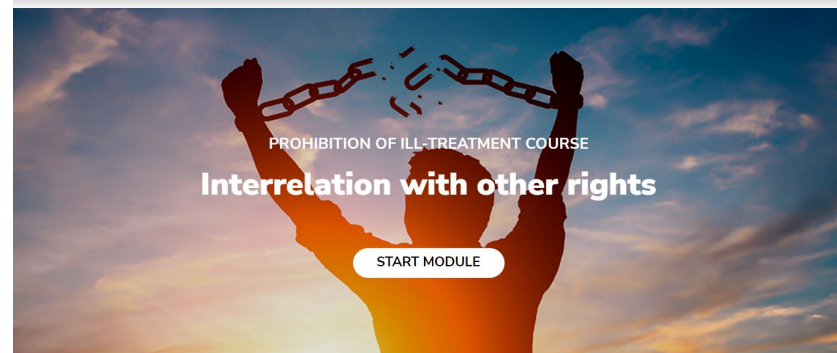 PROHIBITION OF ILL-TREATMENT COURSE
Interrelation with other rights
START MODULE